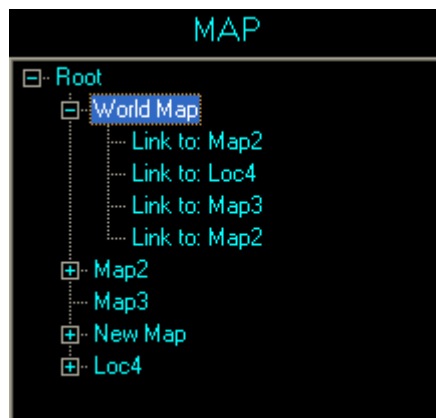 MAP
Root
World Map
Link to: Map2
Link to: Loc4
Link to: Map3
Link to: Map2
Map2
Map3
New Map
Loc4